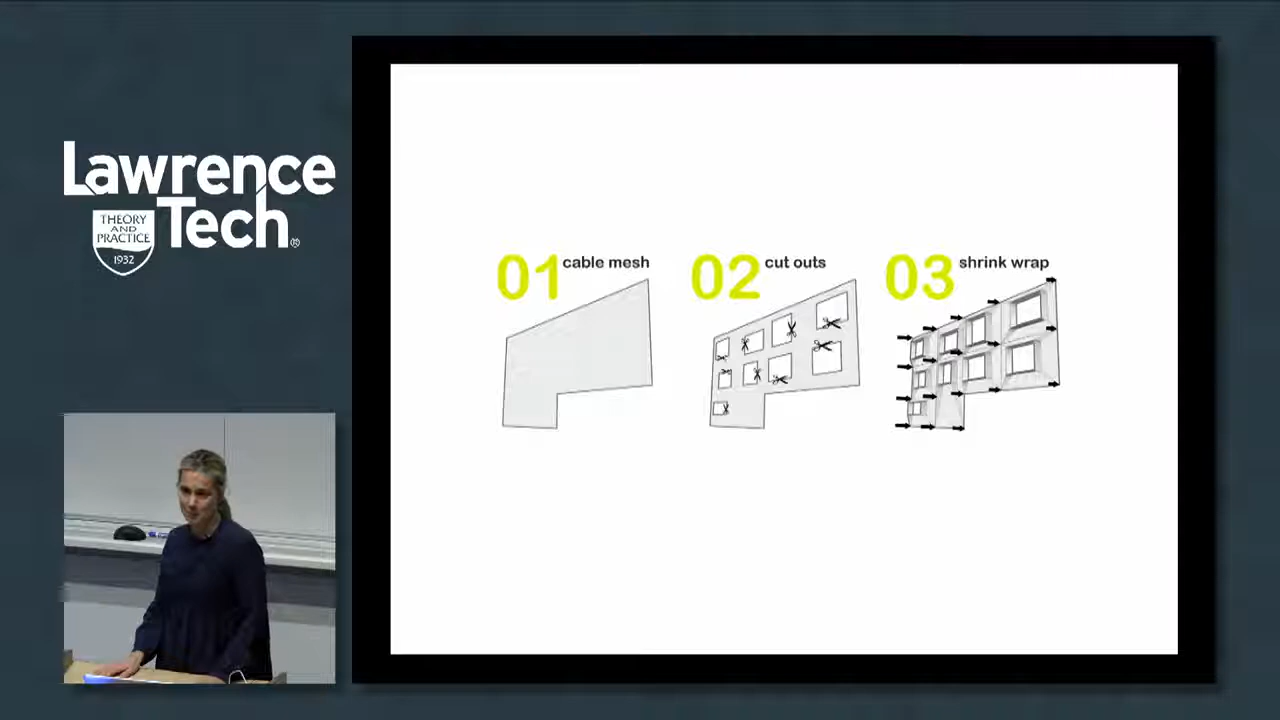 Lawrence
Tech®
THEORY
AND
PRACTICE
1932
01 cable mesh
02 cut outs
03 shrink wrap